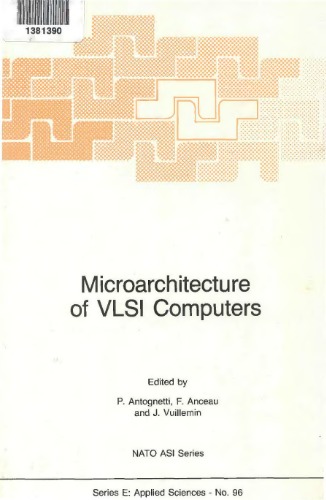 1381390
Microarchitecture
of VLSI Computers
Edited by
P. Antognetti, F. Anceau
and J. Vuillemin
NATO ASI Series
Series E: Applied Sciences - No. 96